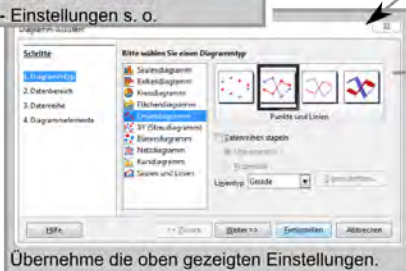 - Einstellungen s. o.
Diagramm-Assistent
Schritte
1. Diagrammtyp
2. Datenbereich
3. Datenreihe
4. Diagrammelemente
Bitte wählen Sie einen Diagrammtyp
Säulendiagramm
Balkendiagramm
Kreisdiagramm
Flächendiagramm
Liniendiagramm
XY (Streudiagramm)
Blasendiagramm
Netzdiagramm
Kursdiagramm
Säulen und Linien
Punkte und Linien
Datenreihen stapeln
Linientyp Gerade
Hilfe
<< Zurück
Weiter >>
Fertigstellen
Abbrechen
Übernehme die oben gezeigten Einstellungen.